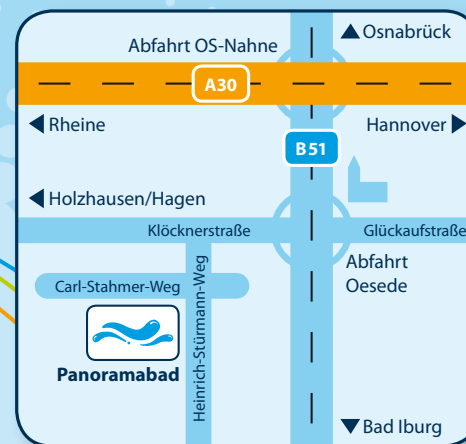 Osnabrück
Abfahrt OS-Nahne
A30
Rheine
Hannover
B51
Holzhausen/Hagen
Klöcknerstraße
Glückaufstraße
Abfahrt
Oesede
Carl-Stahmer-Weg
Heinrich-Stürmann-Weg
Panoramabad
Bad Iburg